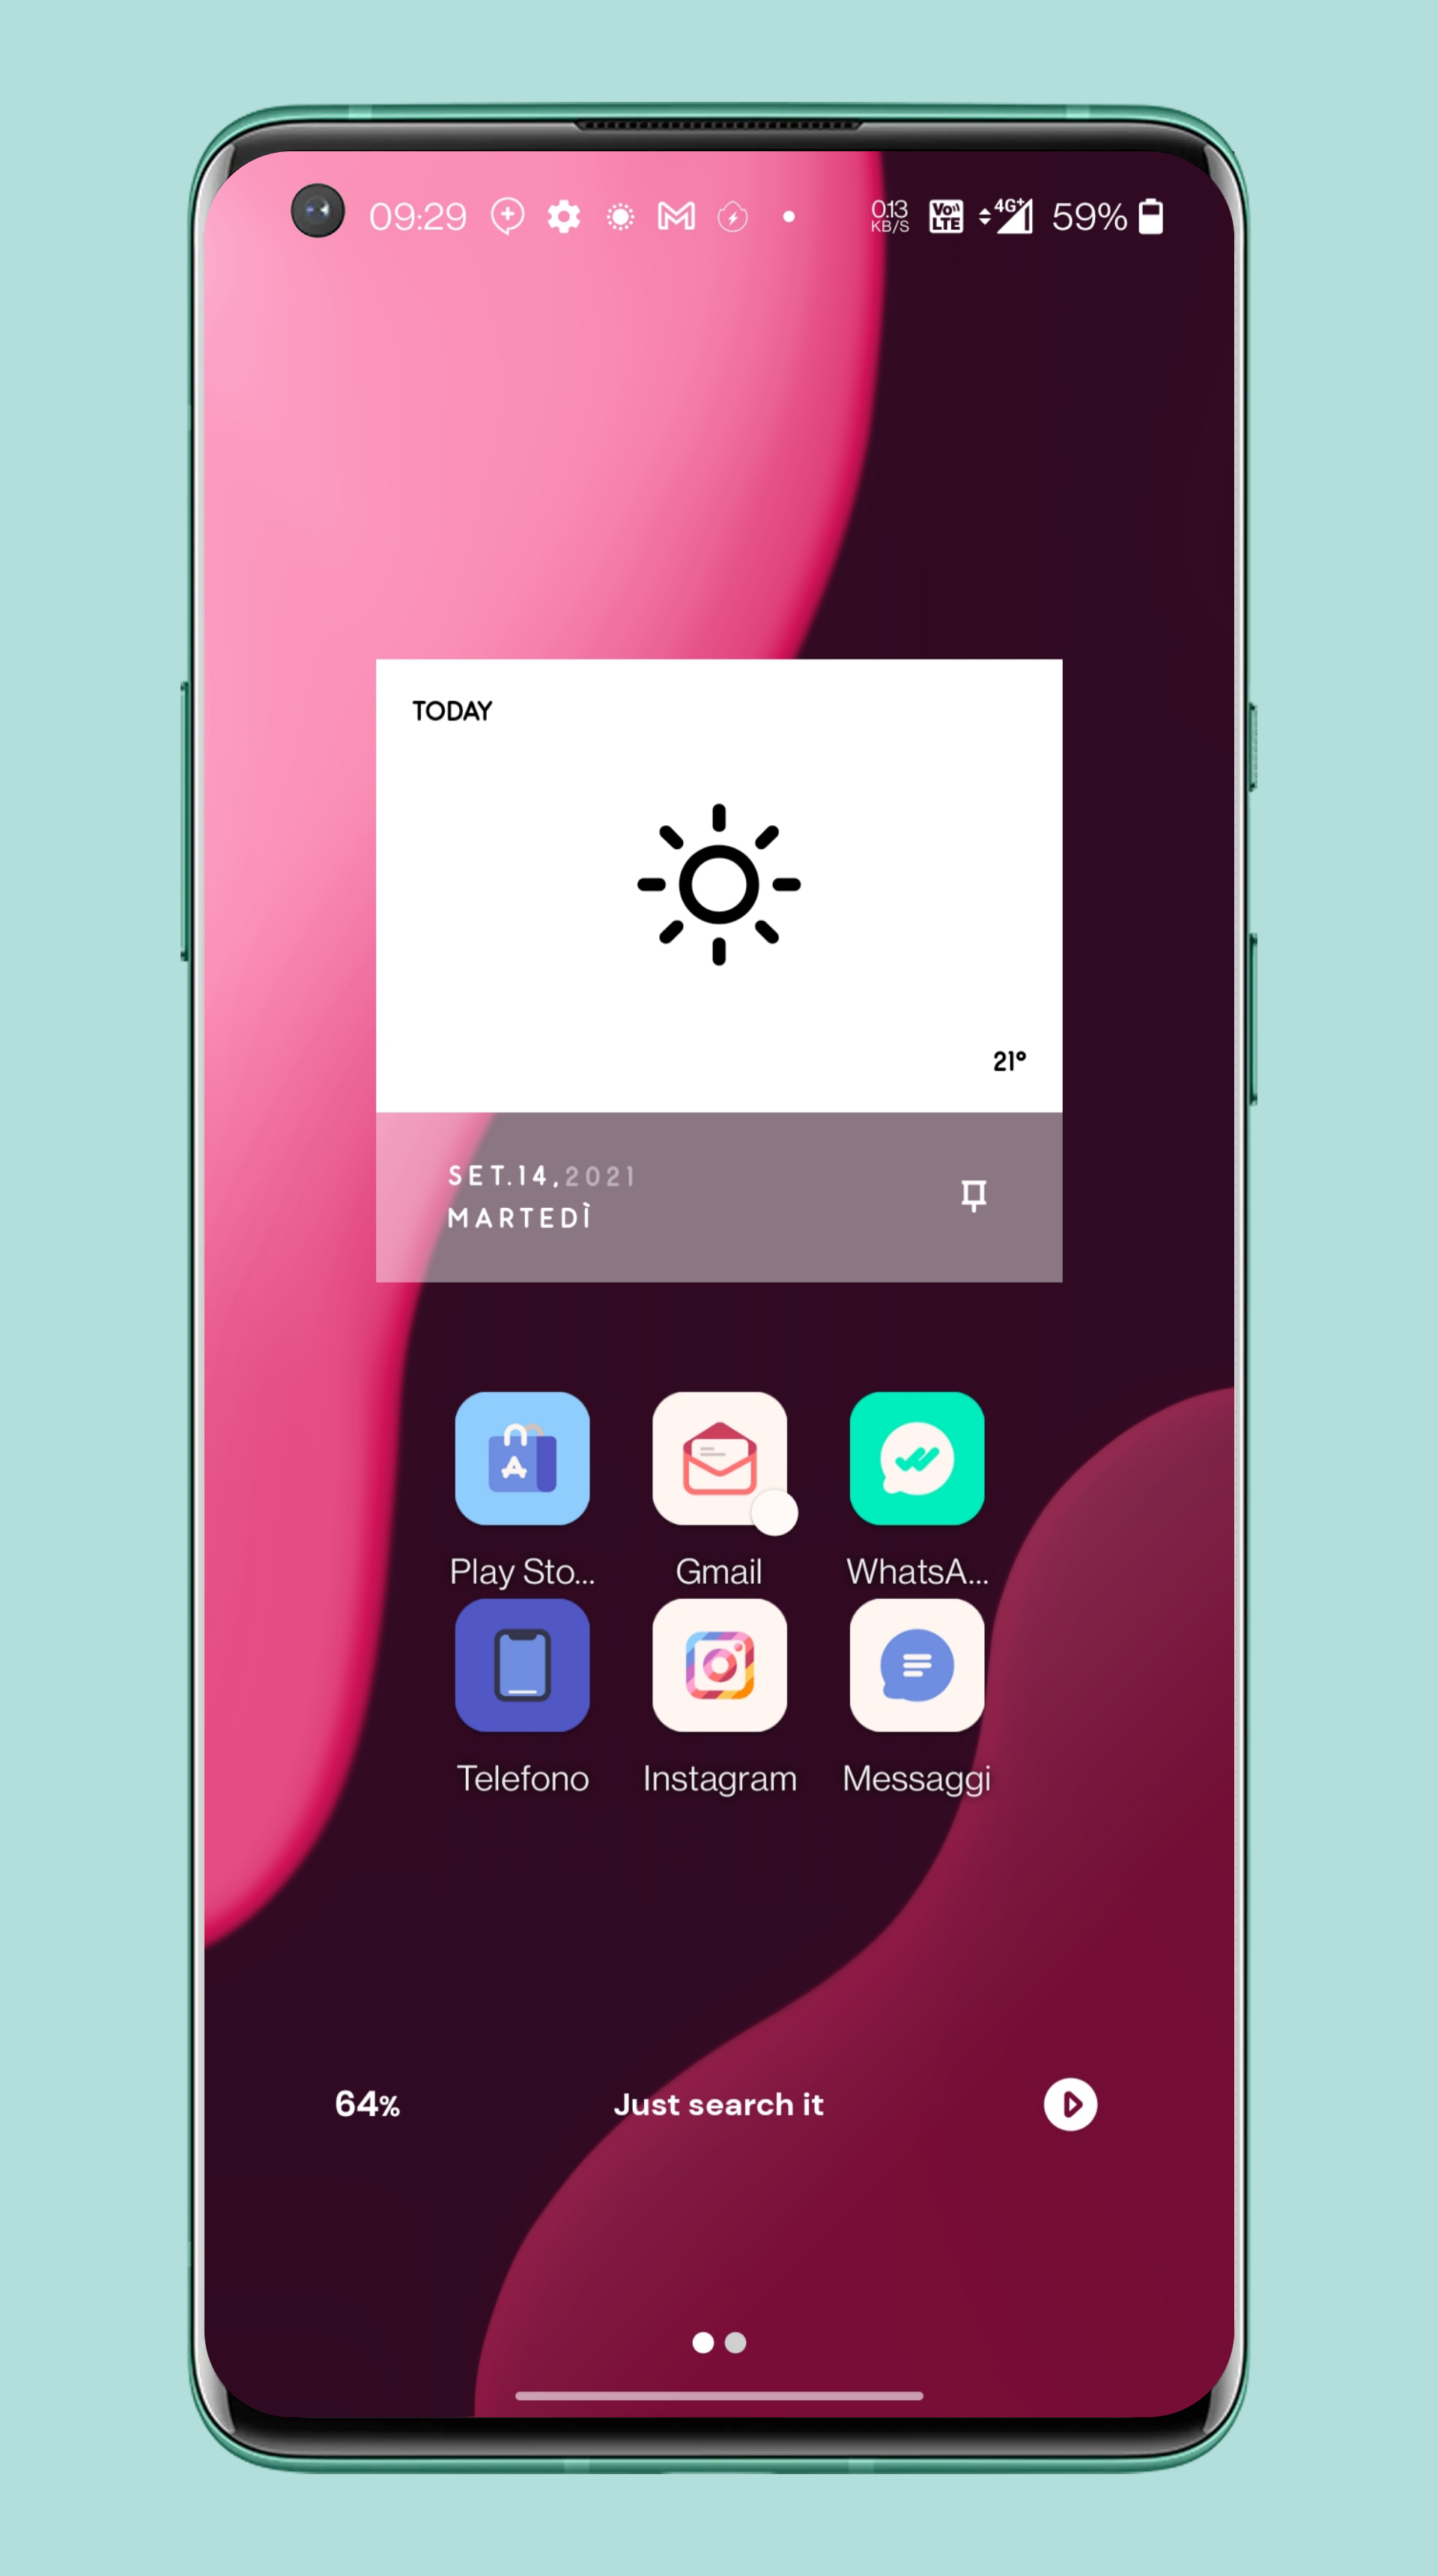 09:29 0.13 KB/S Vo)) LTE 4G+ 59%
TODAY
21°
SET.14,2021
MARTEDÌ
Play Sto... Gmail WhatsA...
Telefono Instagram Messaggi
64% Just search it